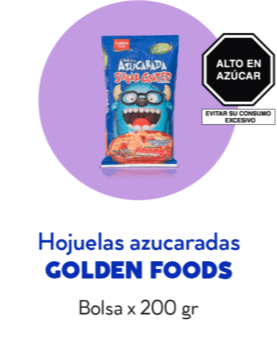 AZUCARADA
SUGAR COATED
ALTO EN
AZÚCAR
EVITAR SU CONSUMO
EXCESIVO
Hojuelas azucaradas
GOLDEN FOODS
Bolsa x 200 gr